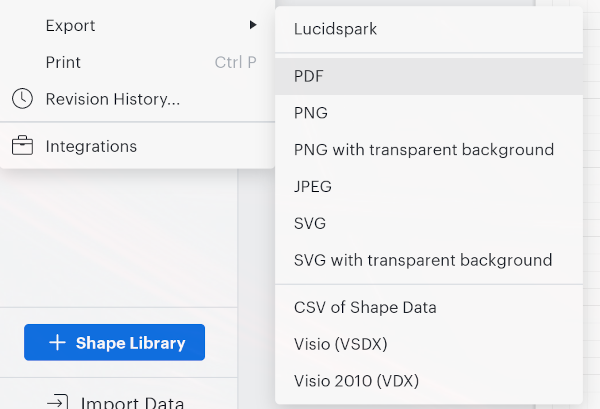 Export
Print Ctrl P
Revision History...
Integrations
Lucidspark
PDF
PNG
PNG with transparent background
JPEG
SVG
SVG with transparent background
CSV of Shape Data
Visio (VSDX)
Visio 2010 (VDX)
+ Shape Library
Import Data